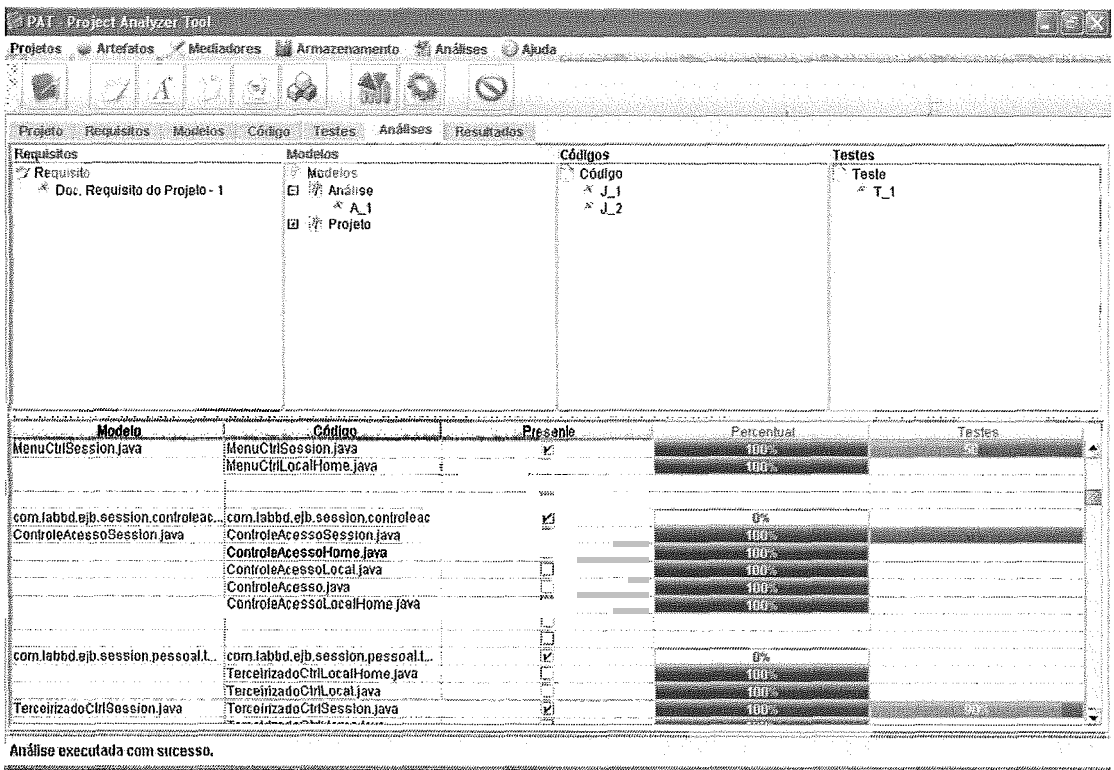 PAT - Project Analyzer Tool
Projetos Artefatos Mediadores Armazenamento Análises Ajuda
Projeto Requisitos Modelos Código Testes Análises Resultados
Requisitos Modelos Códigos Testes
Requisito Modelos Código Teste
Doc. Requisito do Projeto - 1 Análise J_1 T_1
A_1 J_2
Projeto
Modelo Código Presente Percentual Testes
MenuCtrlSession.java MenuCtrlSession.java 100% 50
MenuCtrlLocalHome.java 100%
com.labbd.ejb.session.controleac... com.labbd.ejb.session.controleac 0%
ControleAcessoSession.java ControleAcessoSession.java 100%
ControleAcessoHome.java 100%
ControleAcessoLocal.java 100%
ControleAcesso.java 100%
ControleAcessoLocalHome.java 100%
com.labbd.ejb.session.pessoal.t... com.labbd.ejb.session.pessoal.t... 0%
TerceirizadoCtrlLocalHome.java 100%
TerceirizadoCtrlLocal.java 100%
TerceirizadoCtrlSession.java TerceirizadoCtrlSession.java 100%
Análise executada com sucesso.